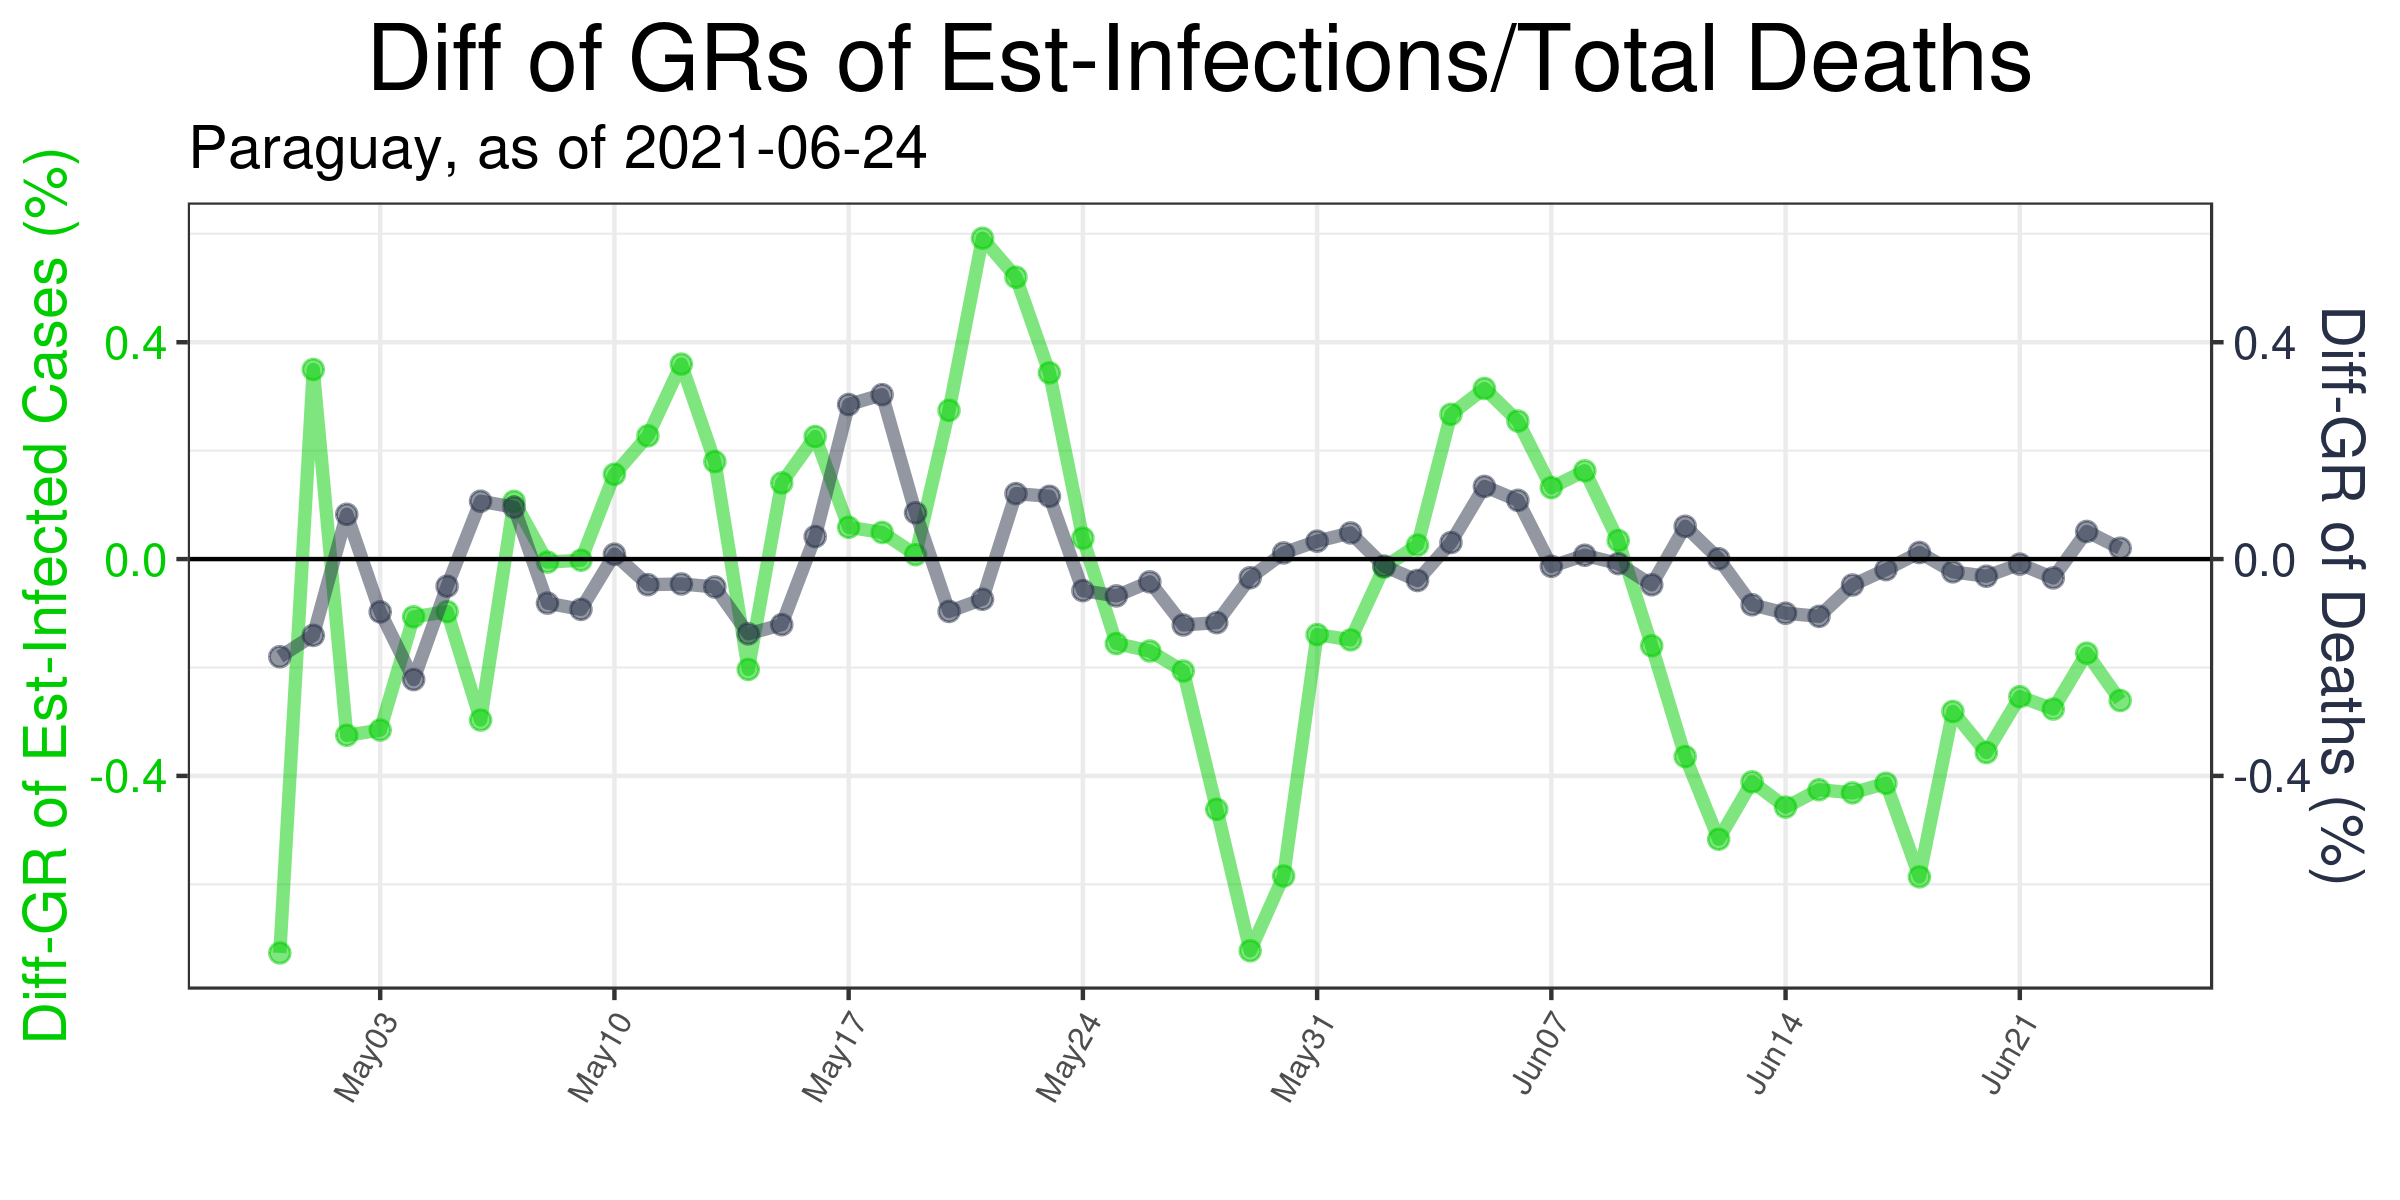 Diff of GRs of Est-Infections/Total Deaths
Paraguay, as of 2021-06-24
Diff-GR of Est-Infected Cases (%)
0.4
0.0
-0.4
0.4
0.0
-0.4
Diff-GR of Deaths (%)
May03
May10
May17
May24
May31
Jun07
Jun14
Jun21